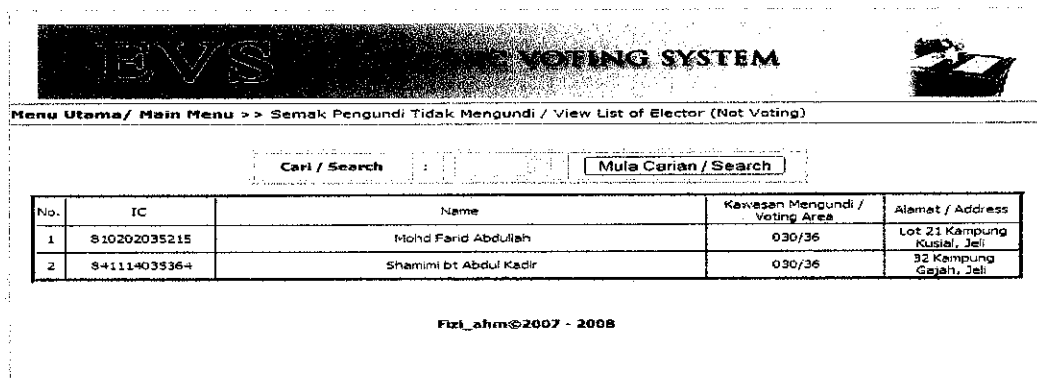 EVS VOTING SYSTEM
Menu Utama/ Main Menu >> Semak Pengundi Tidak Mengundi / View List of Elector (Not Voting)
Cari / Search : Mula Carian / Search
No. IC Name Kawasan Mengundi / Voting Area Alamat / Address
1 810202035215 Mohd Farid Abdullah 030/36 Lot 21 Kampung Kusial, Jeli
2 841114035364 Shamimi bt Abdul Kadir 030/36 32 Kampung Gajah, Jeli
Fizi_ahm©2007 - 2008